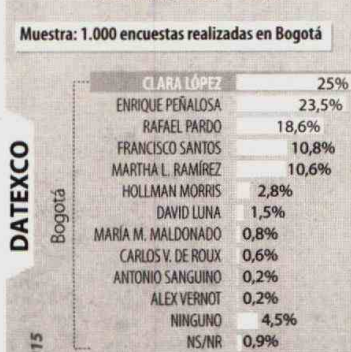 Muestra: 1.000 encuestas realizadas en Bogotá
CLARA LÓPEZ 25%
ENRIQUE PEÑALOSA 23,5%
RAFAEL PARDO 18,6%
FRANCISCO SANTOS 10,8%
MARTHA L. RAMÍREZ 10,6%
HOLLMAN MORRIS 2,8%
DAVID LUNA 1,5%
MARÍA M. MALDONADO 0,8%
CARLOS V. DE ROUX 0,6%
ANTONIO SANGUINO 0,2%
ALEX VERNOT 0,2%
NINGUNO 4,5%
NS/NR 0,9%
DATEXCO
Bogotá
15